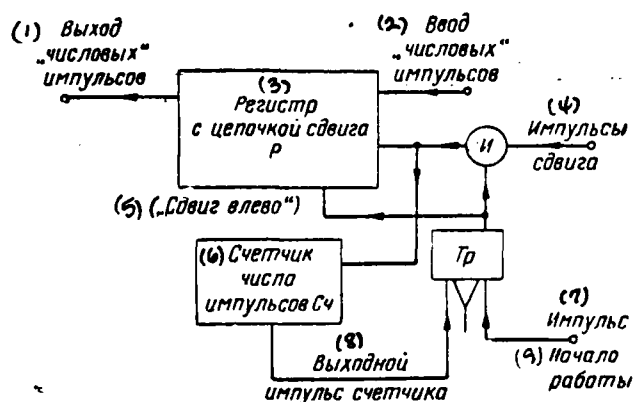 (1) Выход
„числовых“
импульсов
(2) Ввод
„числовых“
импульсов
(3)
Регистр
с цепочкой сдвига
Р
(4)
Импульсы
сдвига
И
(5) („Сдвиг влево“)
(6) Счетчик
числа
импульсов Сч
Тр
(7)
Импульс
(9) Начало
работы
(8)
Выходной
импульс счетчика